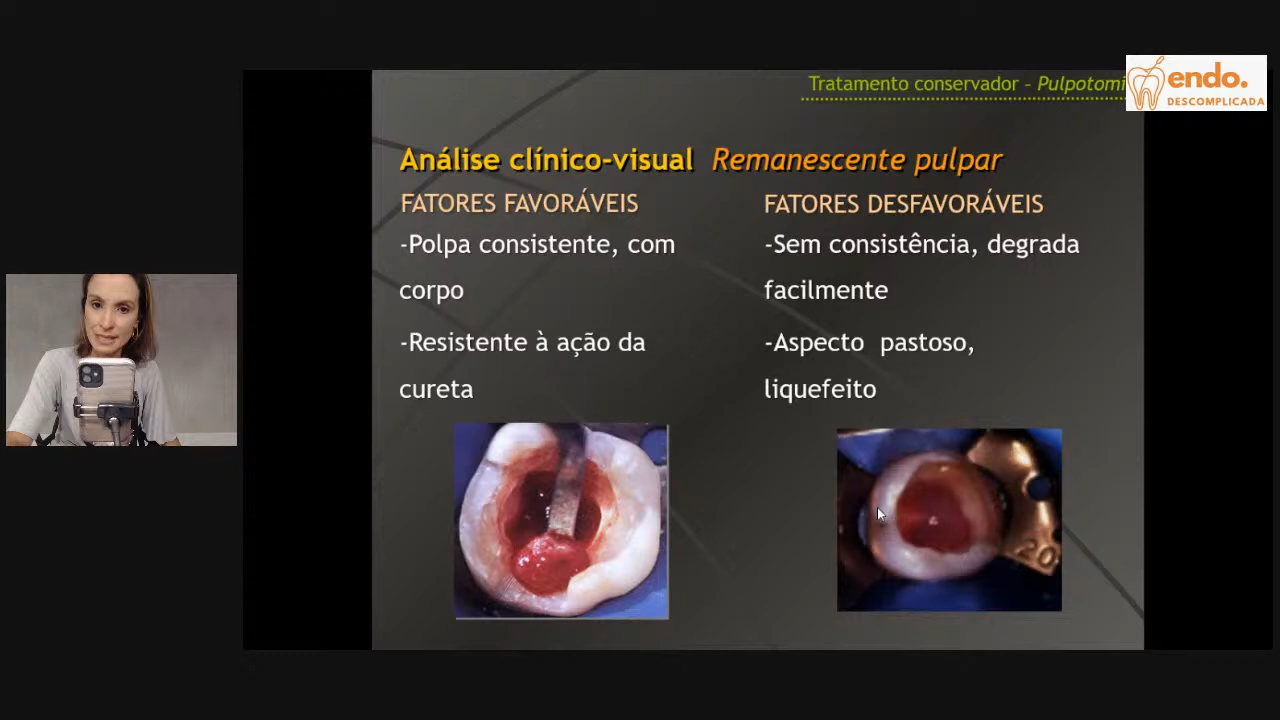 Tratamento conservador - Pulpotomi
endo.
DESCOMPLICADA
Análise clínico-visual Remanescente pulpar
FATORES FAVORÁVEIS
-Polpa consistente, com
corpo
-Resistente à ação da
cureta
FATORES DESFAVORÁVEIS
-Sem consistência, degrada
facilmente
-Aspecto pastoso,
liquefeito
20